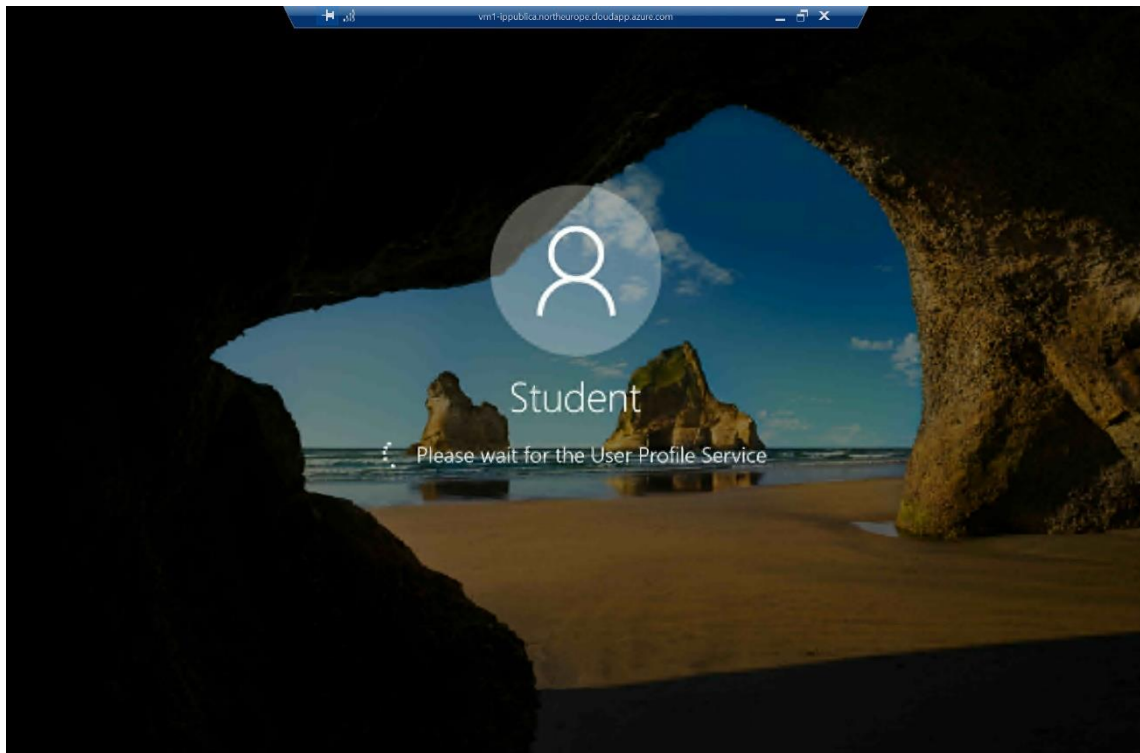 vm1-ippublica.northeurope.cloudapp.azure.com
Student
Please wait for the User Profile Service